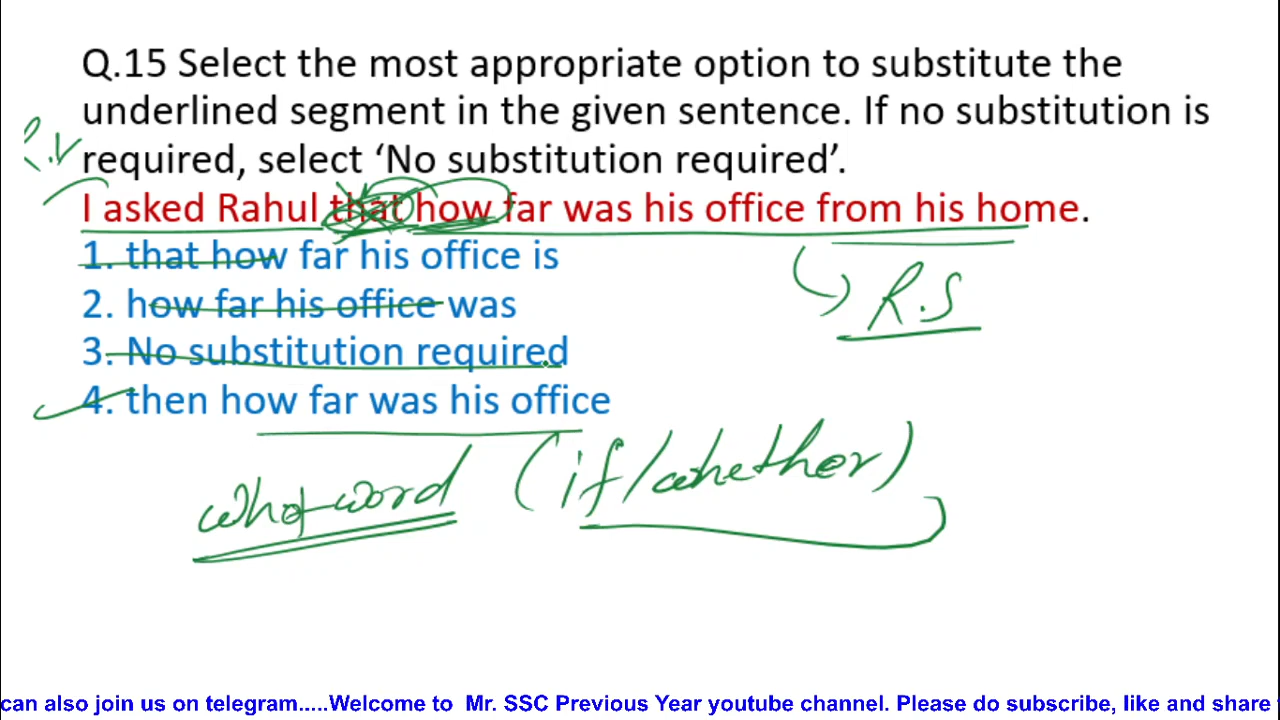 Q.15 Select the most appropriate option to substitute the
underlined segment in the given sentence. If no substitution is
R.V required, select ‘No substitution required’.
I asked Rahul that how far was his office from his home.
1. that how far his office is
2. how far his office was
R.S
3. No substitution required
4. then how far was his office
(if/whether)
can also join us on telegram.....Welcome to Mr. SSC Previous Year youtube channel. Please do subscribe, like and share